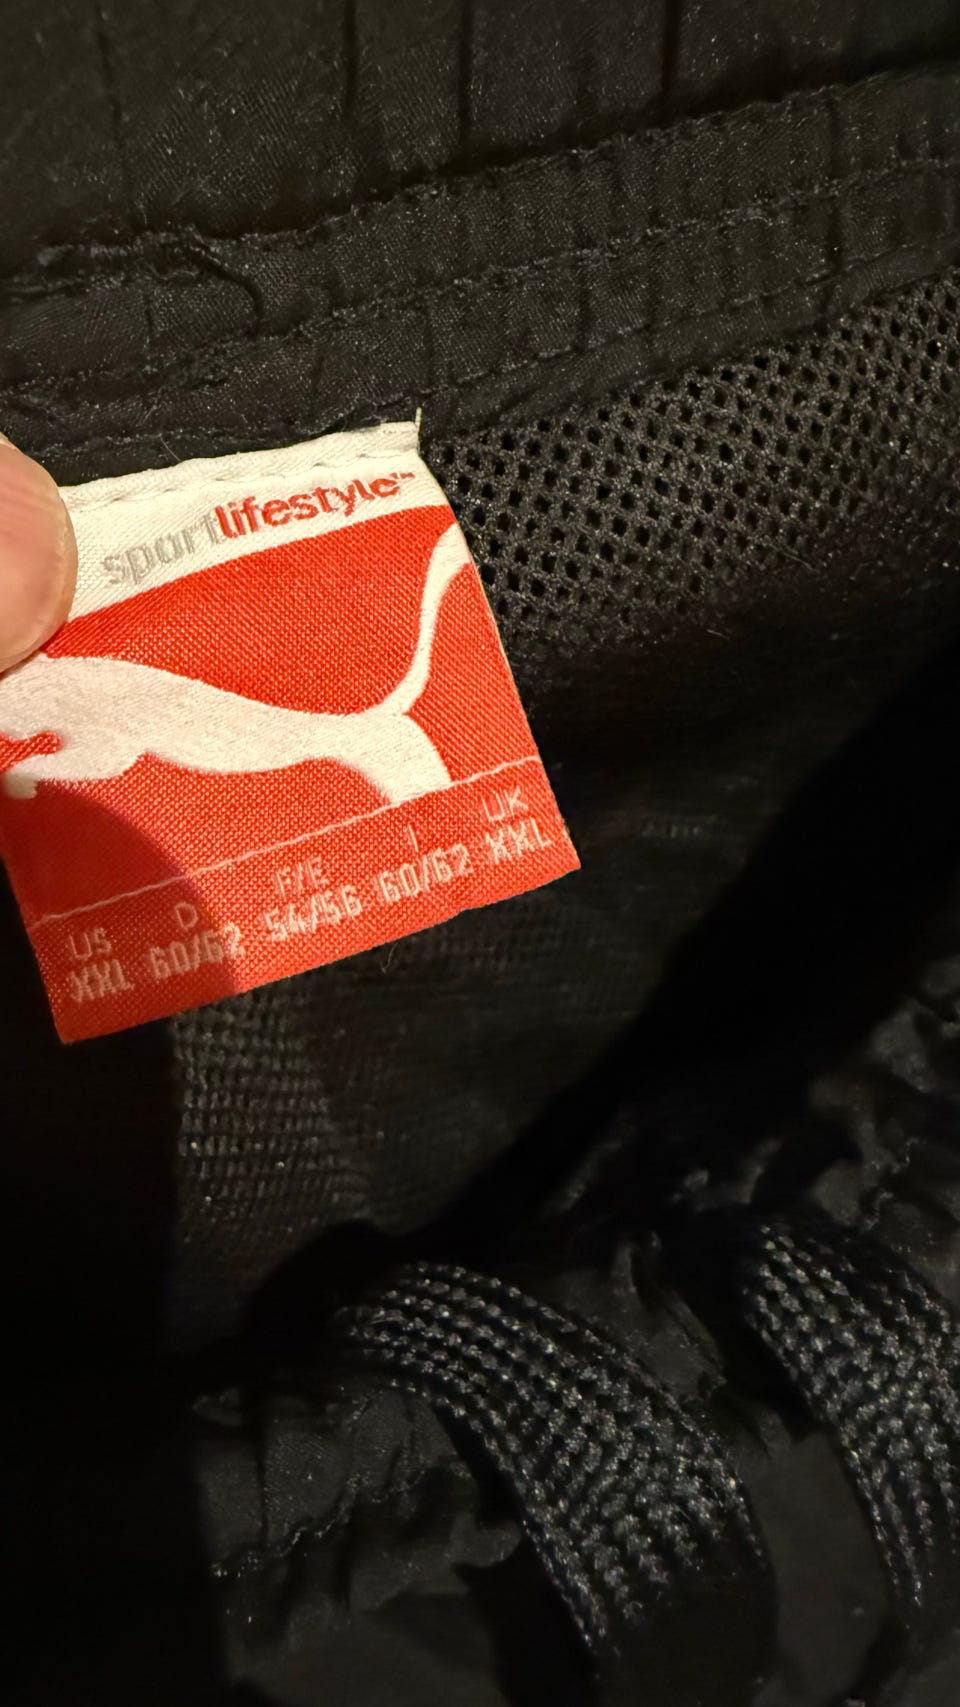 sportlifestyle™
US D F/E I UK
XXL 60/62 54/56 60/62 XXL